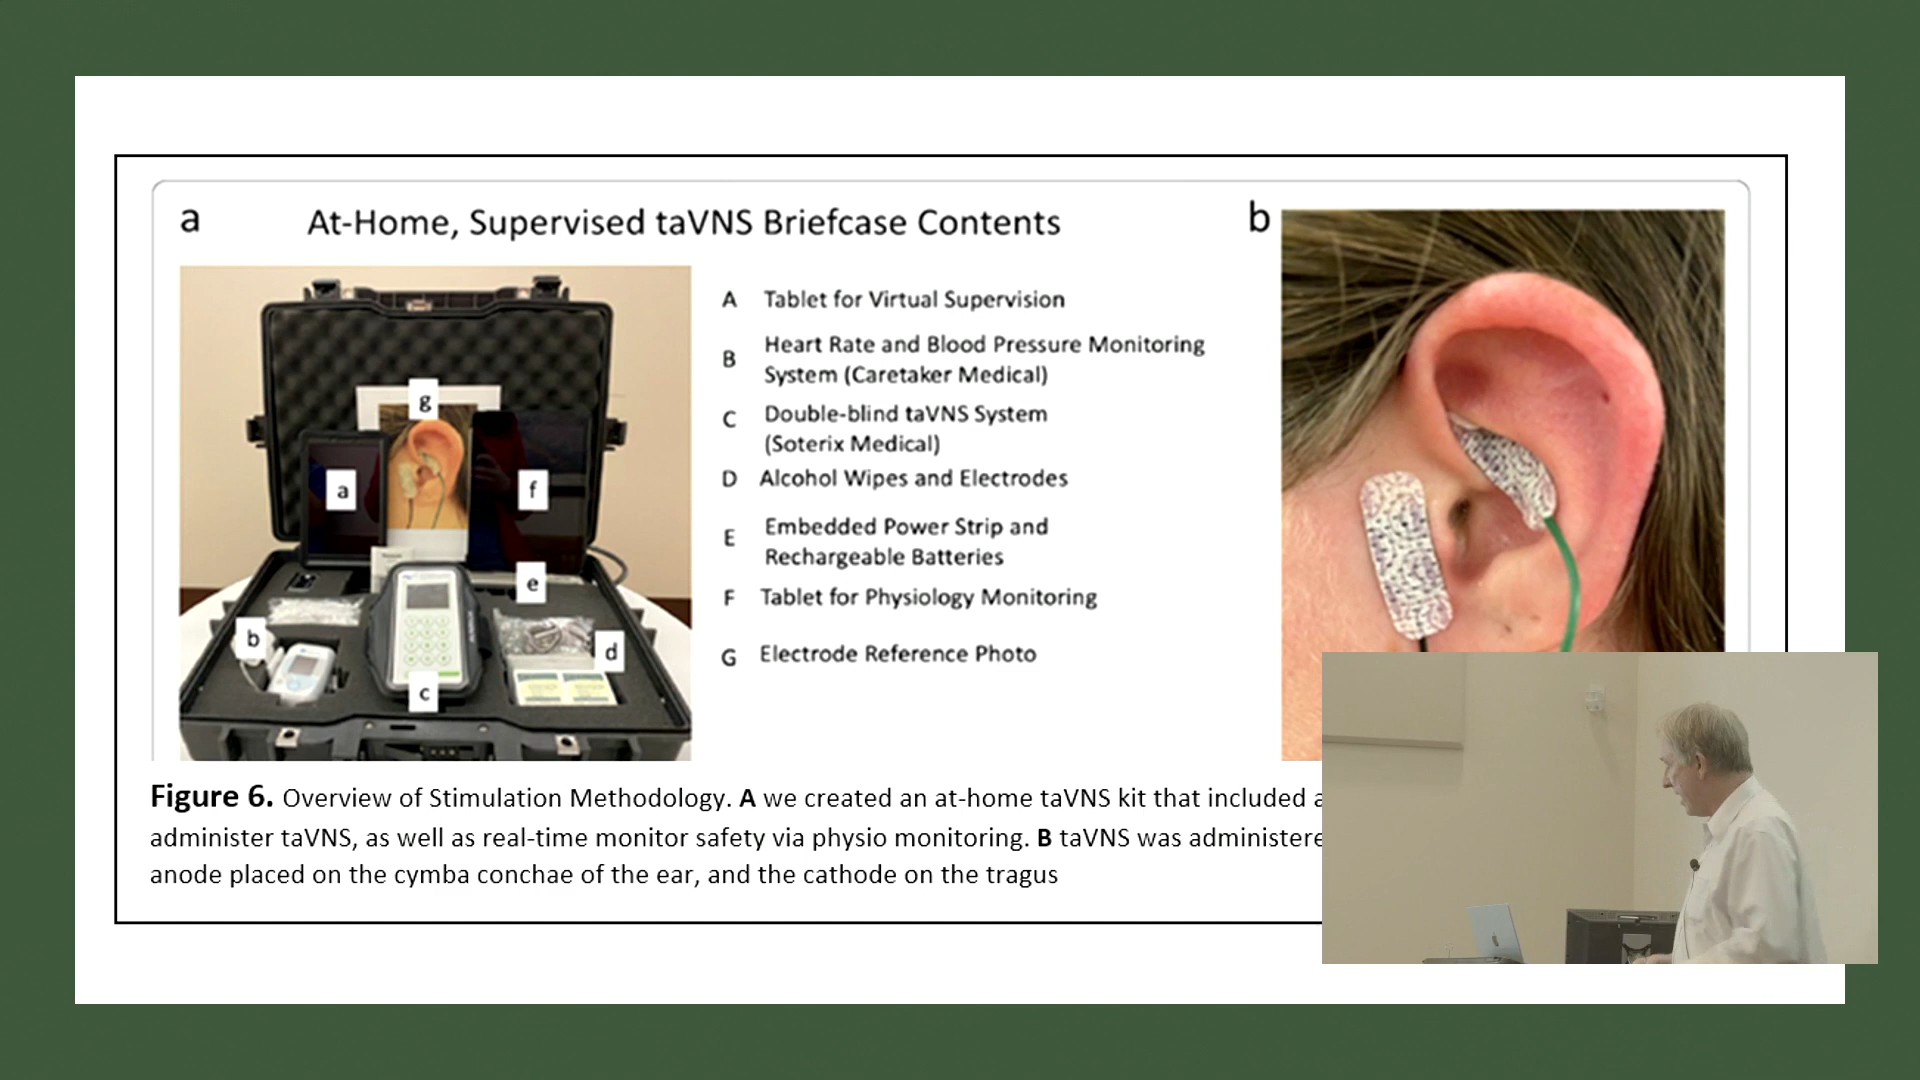 a
At-Home, Supervised taVNS Briefcase Contents
b
g
a
f
e
b
d
c
A Tablet for Virtual Supervision
B Heart Rate and Blood Pressure Monitoring
System (Caretaker Medical)
C Double-blind taVNS System
(Soterix Medical)
D Alcohol Wipes and Electrodes
E Embedded Power Strip and
Rechargeable Batteries
F Tablet for Physiology Monitoring
G Electrode Reference Photo
Figure 6. Overview of Stimulation Methodology. A we created an at-home taVNS kit that included
administer taVNS, as well as real-time monitor safety via physio monitoring. B taVNS was administere
anode placed on the cymba conchae of the ear, and the cathode on the tragus